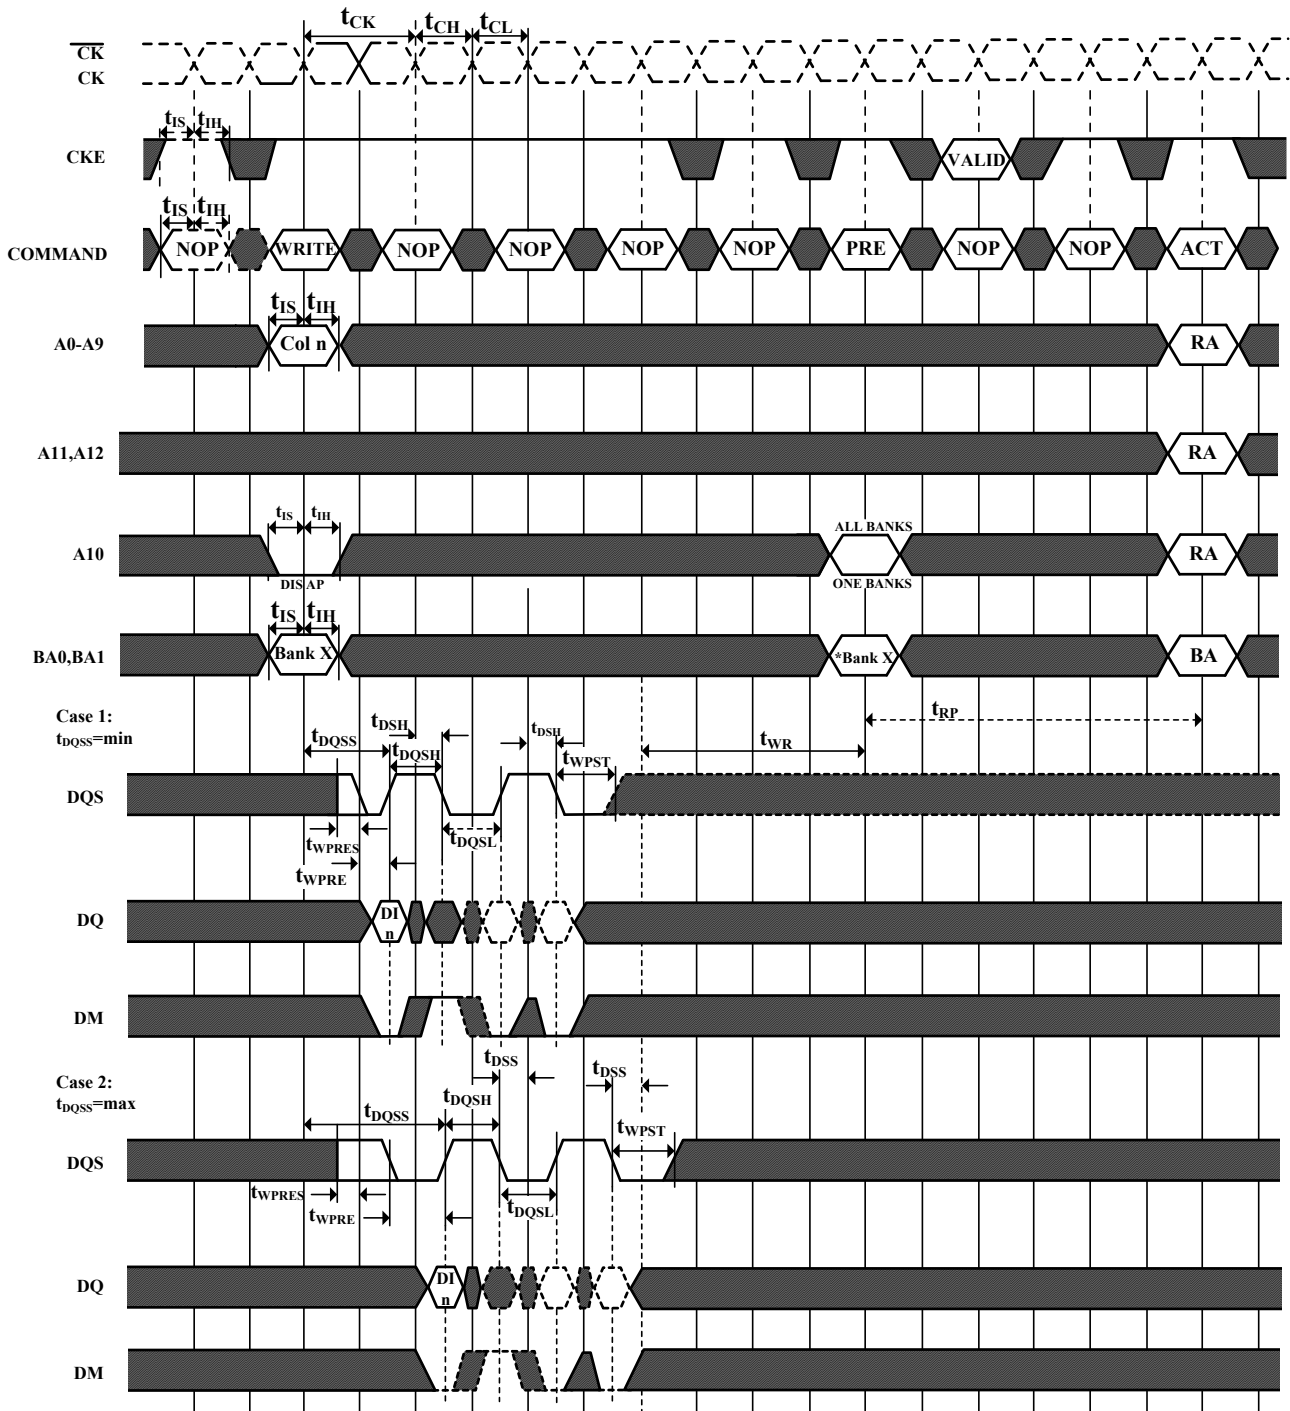 tCK tCH tCL
CK
CK
tIS tIH
CKE VALID
tIS tIH
COMMAND NOP WRITE NOP NOP NOP NOP PRE NOP NOP ACT
tIS tIH
A0-A9 Col n RA
A11,A12 RA
tIS tIH ALL BANKS
A10 RA
DIS AP ONE BANKS
tIS tIH
BA0,BA1 Bank X *Bank X BA
Case 1:
tDQSS=min
tDSH tDSH tRP
tDQSS tDQSH tWPST tWR
DQS
tWPRES tDQSL
tWPRE
DQ DI n
DM
tDSS tDSS
Case 2:
tDQSS=max
tDQSS tDQSH tWPST
DQS
tWPRES tWPRE tDQSL
DQ DI n
DM